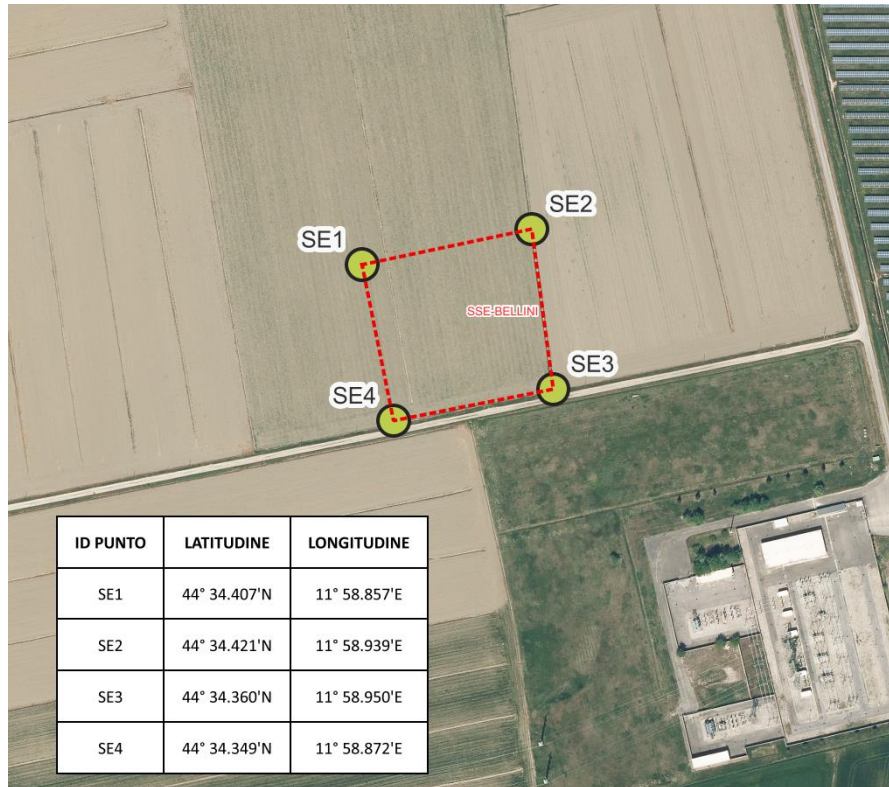 SE2
SE1
SSE-BELLINI
SE3
SE4
ID PUNTO LATITUDINE LONGITUDINE
SE1 44° 34.407'N 11° 58.857'E
SE2 44° 34.421'N 11° 58.939'E
SE3 44° 34.360'N 11° 58.950'E
SE4 44° 34.349'N 11° 58.872'E